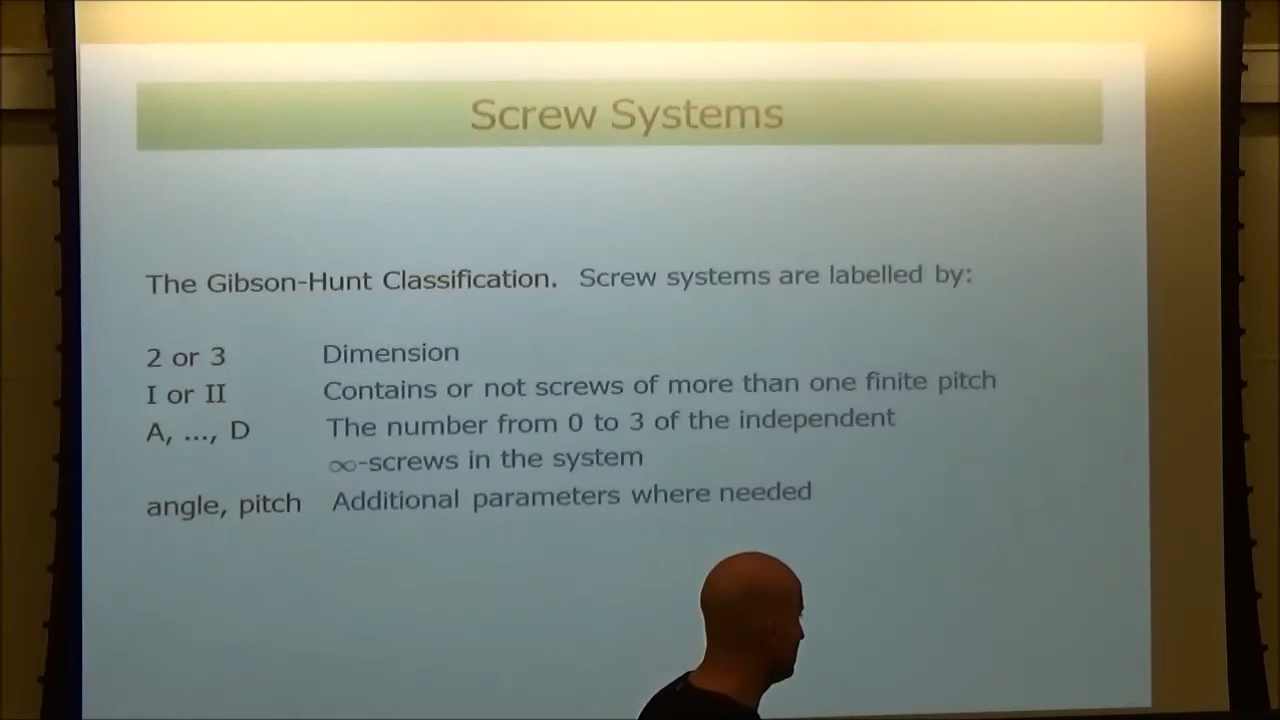 Screw Systems
The Gibson-Hunt Classification. Screw systems are labelled by:
2 or 3 Dimension
I or II Contains or not screws of more than one finite pitch
A, ..., D The number from 0 to 3 of the independent
∞-screws in the system
angle, pitch Additional parameters where needed